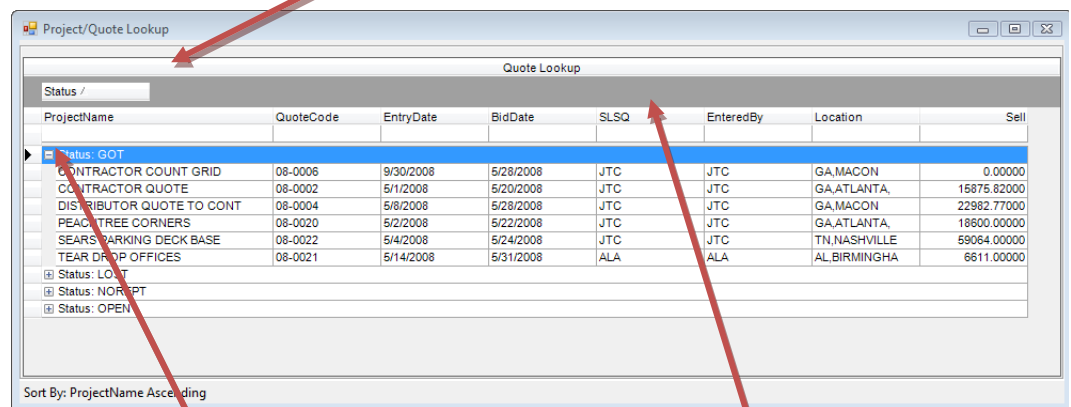 Project/Quote Lookup
Quote Lookup
Status /
ProjectName QuoteCode EntryDate BidDate SLSQ EnteredBy Location Sell
Status: GOT
CONTRACTOR COUNT GRID 08-0006 9/30/2008 5/28/2008 JTC JTC GA,MACON 0.00000
CONTRACTOR QUOTE 08-0002 5/1/2008 5/20/2008 JTC JTC GA,ATLANTA, 15875.82000
DISTRIBUTOR QUOTE TO CONT 08-0004 5/8/2008 5/28/2008 JTC JTC GA,MACON 22982.77000
PEACHTREE CORNERS 08-0020 5/2/2008 5/22/2008 JTC JTC GA,ATLANTA, 18600.00000
SEARS PARKING DECK BASE 08-0022 5/4/2008 5/24/2008 JTC JTC TN,NASHVILLE 59064.00000
TEAR DROP OFFICES 08-0021 5/14/2008 5/31/2008 ALA ALA AL,BIRMINGHA 6611.00000
Status: LOST
Status: NOREPT
Status: OPEN
Sort By: ProjectName Ascending